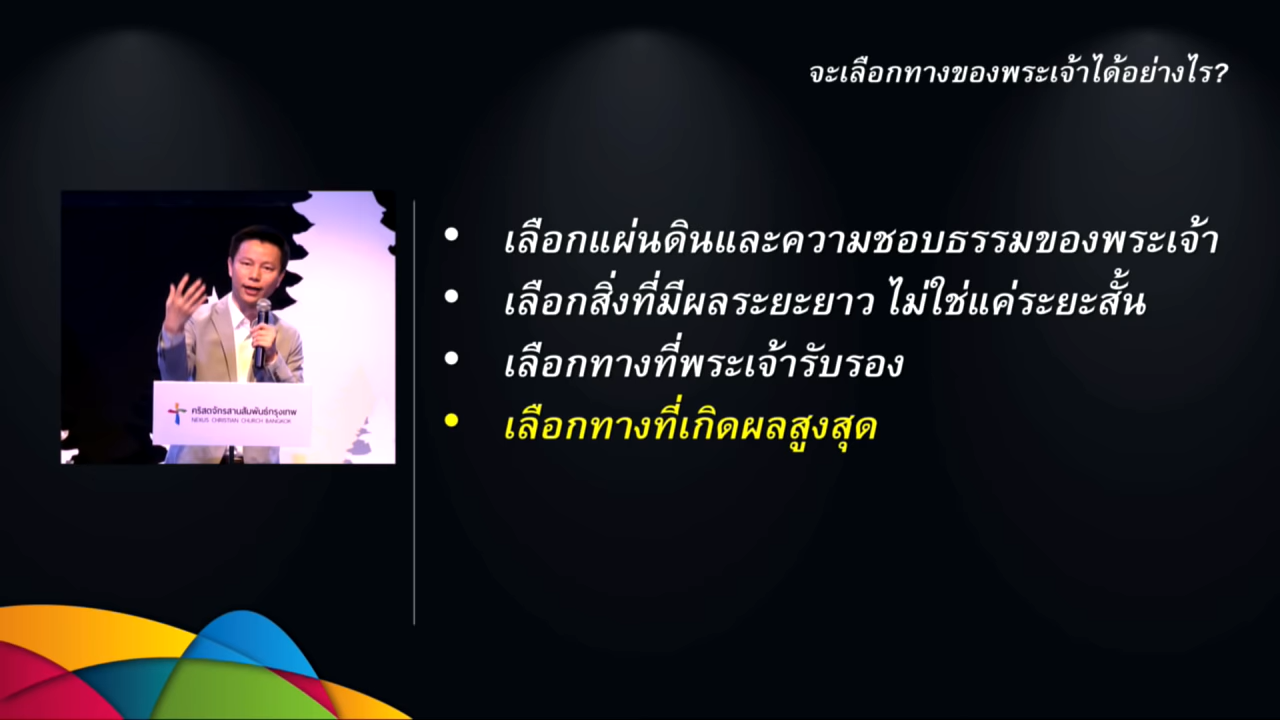 จะเลือกทางของพระเจ้าได้อย่างไร?
• เลือกแผ่นดินและความชอบธรรมของพระเจ้า
• เลือกสิ่งที่มีผลระยะยาว ไม่ใช่แค่ระยะสั้น
• เลือกทางที่พระเจ้ารับรอง
• เลือกทางที่เกิดผลสูงสุด
คริสตจักรสานสัมพันธ์กรุงเทพ
NEXUS CHRISTIAN CHURCH BANGKOK